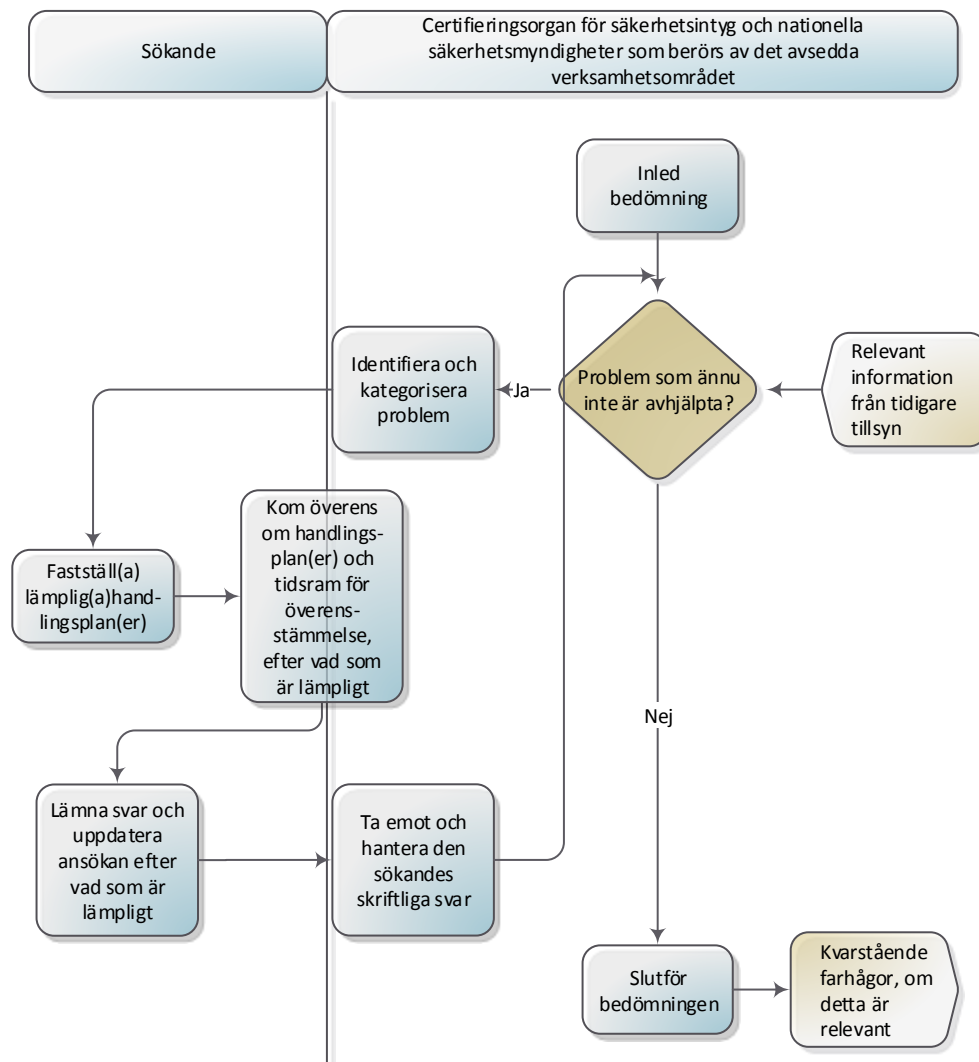 Sökande
Certifieringsorgan för säkerhetsintyg och nationella
säkerhetsmyndigheter som berörs av det avsedda
verksamhetsområdet
Inled
bedömning
Problem som ännu
inte är avhjälpta?
Relevant
information
från tidigare
tillsyn
Ja
Identifiera och
kategorisera
problem
Fastställ(a)
lämplig(a)hand-
lingsplan(er)
Kom överens
om handlings-
plan(er) och
tidsram för
överens-
stämmelse,
efter vad som
är lämpligt
Nej
Lämna svar och
uppdatera
ansökan efter
vad som är
lämpligt
Ta emot och
hantera den
sökandes
skriftliga svar
Slutför
bedömningen
Kvarstående
farhågor, om
detta är
relevant